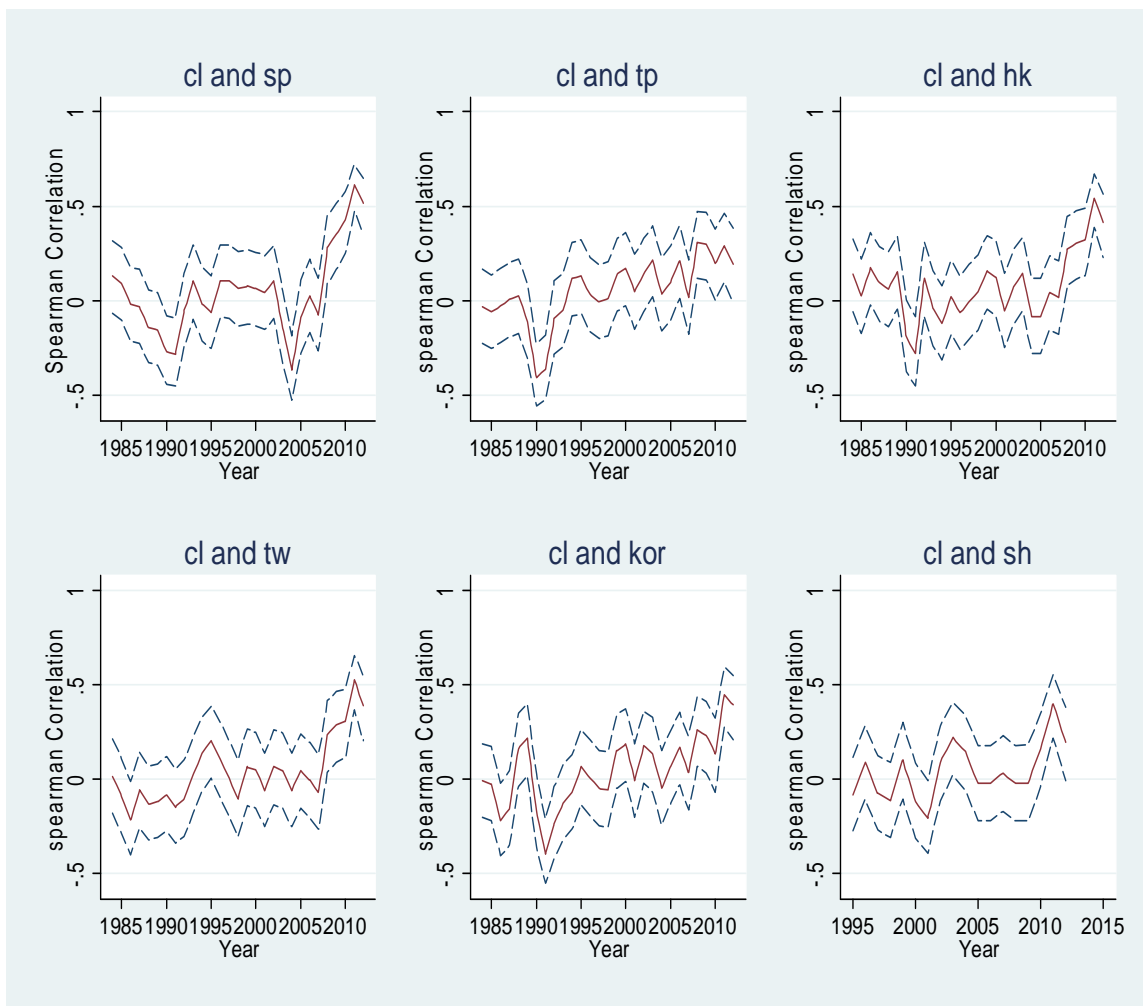 cl and sp
cl and tp
cl and hk
Spearman Correlation
-.5 0 .5 1
1985 1990 1995 2000 2005 2010
Year
spearman Correlation
-.5 0 .5 1
1985 1990 1995 2000 2005 2010
Year
spearman Correlation
-.5 0 .5 1
1985 1990 1995 2000 2005 2010
Year
cl and tw
cl and kor
cl and sh
spearman Correlation
-.5 0 .5 1
1985 1990 1995 2000 2005 2010
Year
spearman Correlation
-.5 0 .5 1
1985 1990 1995 2000 2005 2010
Year
spearman Correlation
-.5 0 .5 1
1995 2000 2005 2010 2015
Year